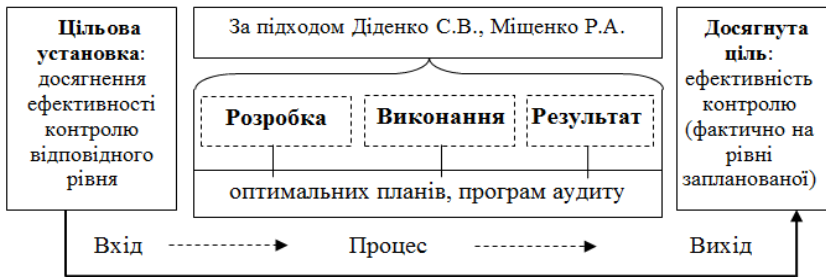 Цільова
установка:
досягнення
ефективності
контролю
відповідного
рівня
За підходом Діденко С.В., Міщенко Р.А.
Розробка
Виконання
Результат
оптимальних планів, програм аудиту
Досягнута
ціль:
ефективність
контролю
(фактично на
рівні
запланованої)
Вхід
Процес
Вихід